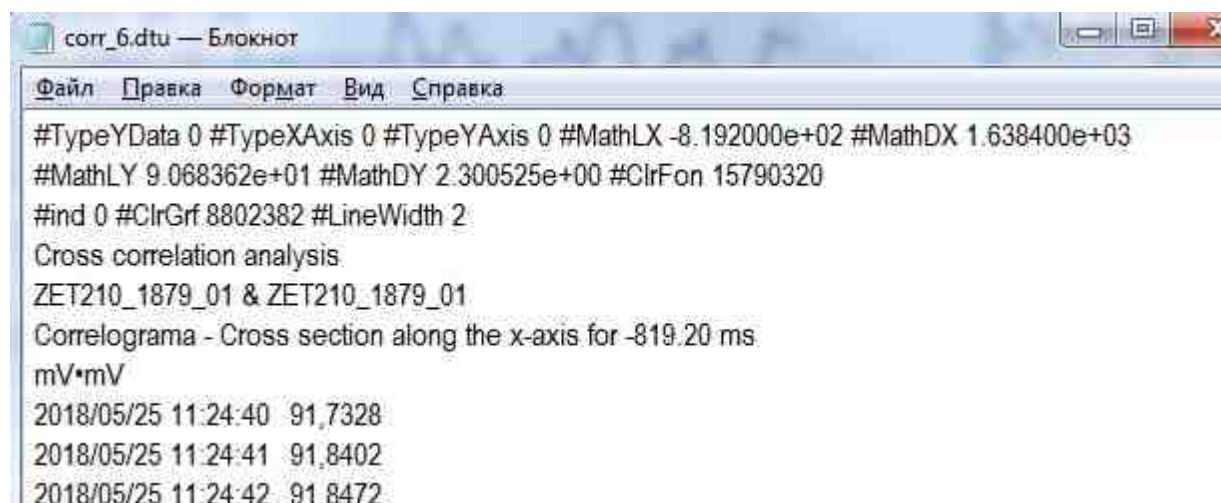 corr_6.dtu — Блокнот
Файл Правка Формат Вид Справка
#TypeYData 0 #TypeXAxis 0 #TypeYAxis 0 #MathLX -8.192000e+02 #MathDX 1.638400e+03
#MathLY 9.068362e+01 #MathDY 2.300525e+00 #ClrFon 15790320
#ind 0 #ClrGrf 8802382 #LineWidth 2
Cross correlation analysis
ZET210_1879_01 & ZET210_1879_01
Correlograma - Cross section along the x-axis for -819.20 ms
mV•mV
2018/05/25 11:24:40 91,7328
2018/05/25 11:24:41 91,8402
2018/05/25 11:24:42 91,8472